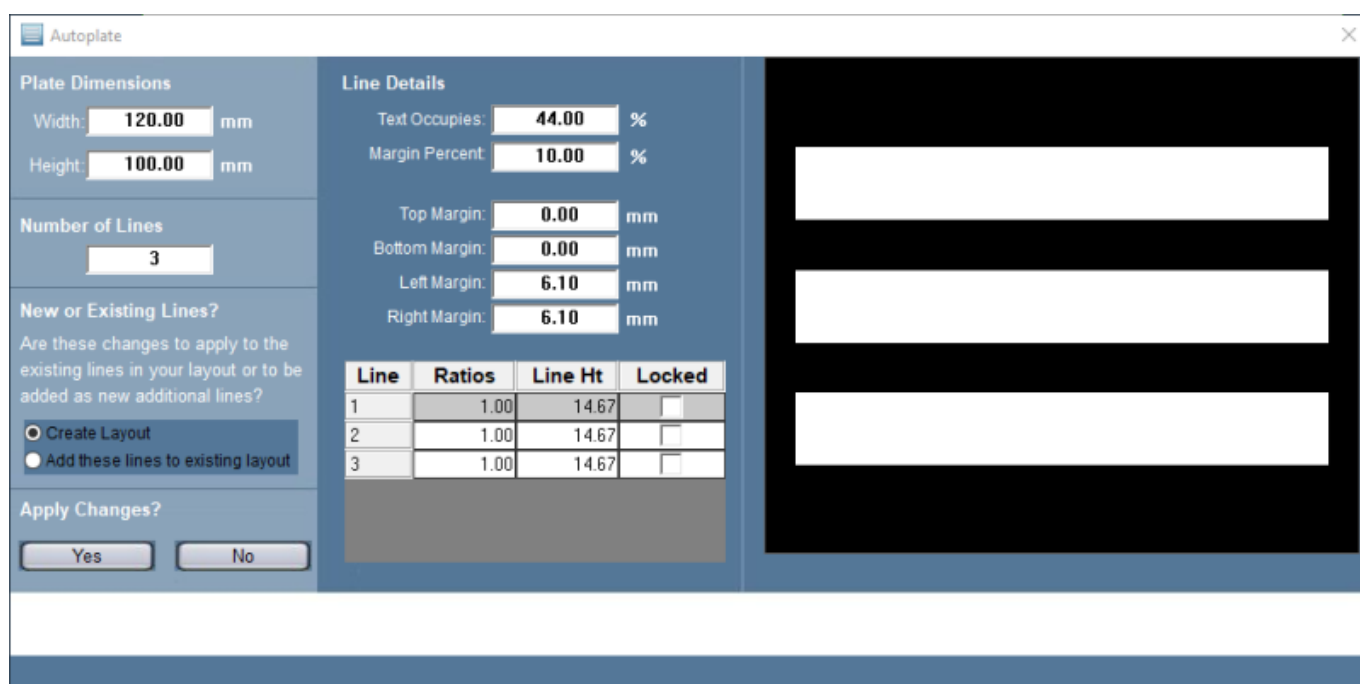 Autoplate
Plate Dimensions
Width: 120.00 mm
Height: 100.00 mm
Number of Lines
3
New or Existing Lines?
Are these changes to apply to the
existing lines in your layout or to be
added as new additional lines?
Create Layout
Add these lines to existing layout
Apply Changes?
Yes No
Line Details
Text Occupies: 44.00 %
Margin Percent: 10.00 %
Top Margin: 0.00 mm
Bottom Margin: 0.00 mm
Left Margin: 6.10 mm
Right Margin: 6.10 mm
Line Ratios Line Ht Locked
1 1.00 14.67
2 1.00 14.67
3 1.00 14.67